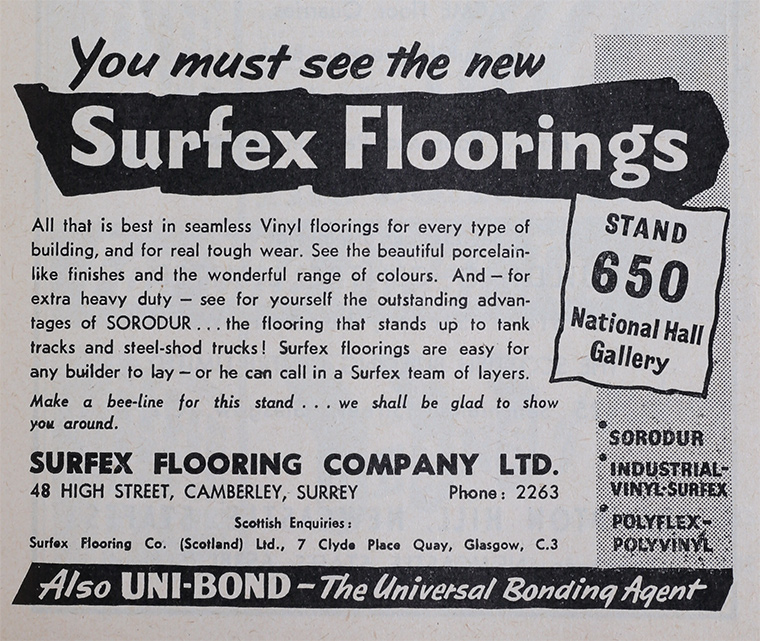 You must see the new
Surfex Floorings
All that is best in seamless Vinyl floorings for every type of
building, and for real tough wear. See the beautiful porcelain-
like finishes and the wonderful range of colours. And – for
extra heavy duty – see for yourself the outstanding advan-
tages of SORODUR . . . the flooring that stands up to tank
tracks and steel-shod trucks! Surfex floorings are easy for
any builder to lay – or he can call in a Surfex team of layers.
Make a bee-line for this stand . . . we shall be glad to show
you around.
STAND
650
National Hall
Gallery
SURFEX FLOORING COMPANY LTD.
48 HIGH STREET, CAMBERLEY, SURREY Phone: 2263
Scottish Enquiries:
Surfex Flooring Co. (Scotland) Ltd., 7 Clyde Place Quay, Glasgow, C.3
•SORODUR
•INDUSTRIAL-
VINYL-SURFEX
•POLYFLEX-
POLYVINYL
Also UNI-BOND – The Universal Bonding Agent